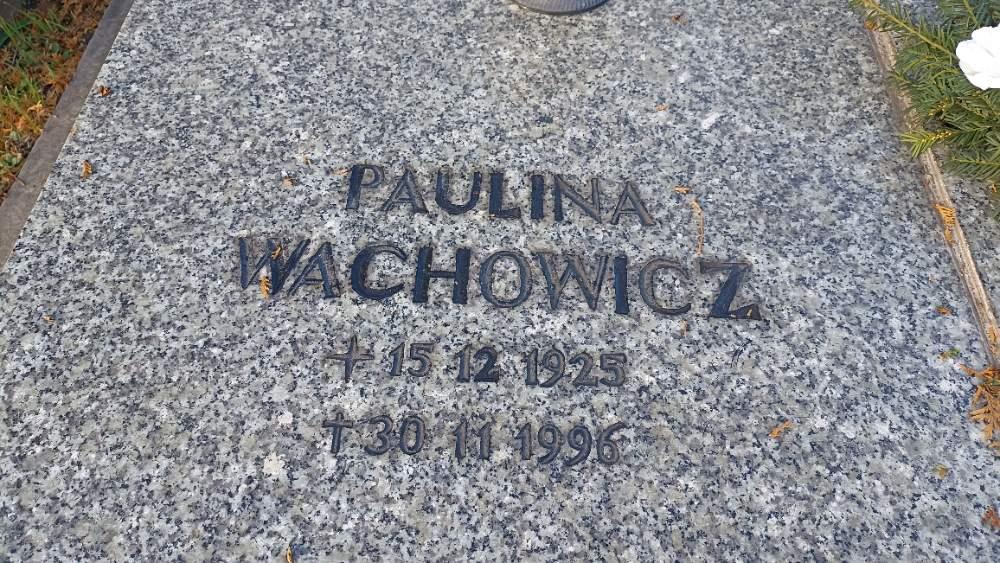 PAULINA
WACHOWICZ
+ 15 12 1925
† 30 11 1996